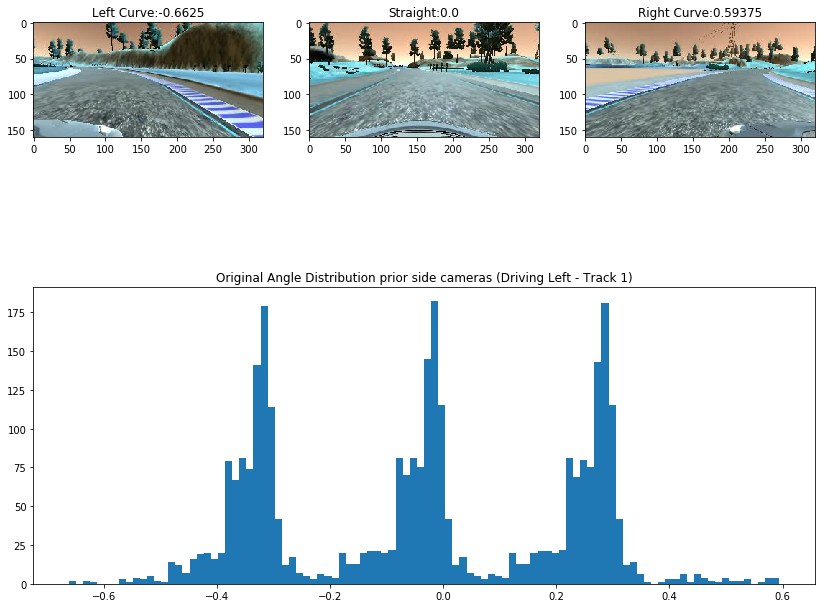 Left Curve:-0.6625
Straight:0.0
Right Curve:0.59375
0
50
100
150
0 50 100 150 200 250 300
0
50
100
150
0 50 100 150 200 250 300
0
50
100
150
0 50 100 150 200 250 300
Original Angle Distribution prior side cameras (Driving Left - Track 1)
175
150
125
100
75
50
25
0
−0.6 −0.4 −0.2 0.0 0.2 0.4 0.6